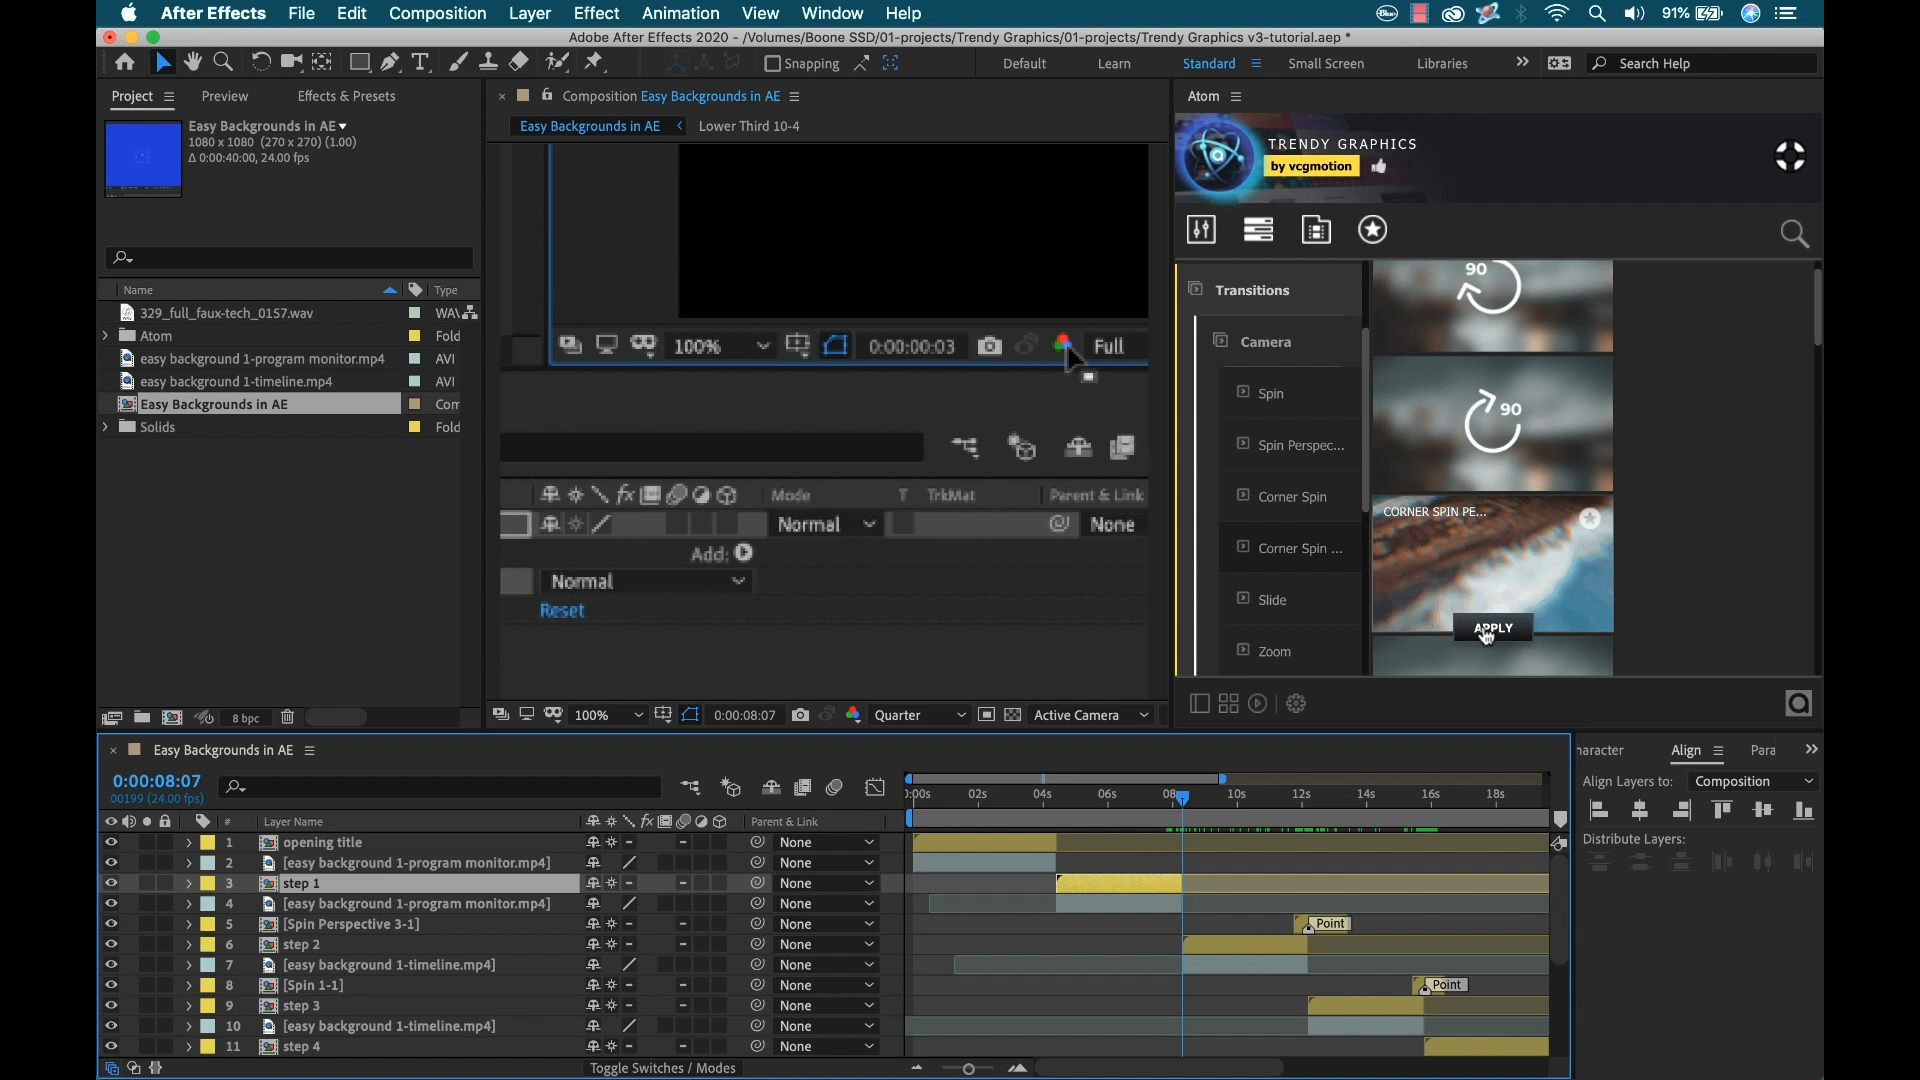 After Effects File Edit Composition Layer Effect Animation View Window Help 91%
Adobe After Effects 2020 - /Volumes/Boone SSD/01-projects/Trendy Graphics/01-projects/Trendy Graphics v3-tutorial.aep *
Snapping Default Learn Standard Small Screen Libraries Search Help
Project Preview Effects & Presets
Easy Backgrounds in AE
1080 x 1080 (270 x 270) (1.00)
Δ 0:00:40:00, 24.00 fps
Name Type
329_full_faux-tech_0157.wav WAV
Atom Fold
easy background 1-program monitor.mp4 AVI
easy background 1-timeline.mp4 AVI
Easy Backgrounds in AE Com
Solids Fold
8 bpc
Composition Easy Backgrounds in AE
Easy Backgrounds in AE Lower Third 10-4
100% 0:00:00:03 Full
Mode T TrkMat Parent & Link
Normal None
Add:
Normal
Reset
100% 0:00:08:07 Quarter Active Camera
Atom
TRENDY GRAPHICS
by vcgmotion
Transitions
Camera
Spin
Spin Perspec...
Corner Spin
Corner Spin ...
Slide
Zoom
90
90
CORNER SPIN PE...
APPLY
Easy Backgrounds in AE
0:00:08:07
00199 (24.00 fps)
0:00s 02s 04s 06s 08 10s 12s 14s 16s 18s
# Layer Name Parent & Link
1 opening title None
2 [easy background 1-program monitor.mp4] None
3 step 1 None
4 [easy background 1-program monitor.mp4] None
5 [Spin Perspective 3-1] None Point
6 step 2 None
7 [easy background 1-timeline.mp4] None
8 [Spin 1-1] None Point
9 step 3 None
10 [easy background 1-timeline.mp4] None
11 step 4 None
Toggle Switches / Modes
haracter Align Para
Align Layers to: Composition
Distribute Layers: